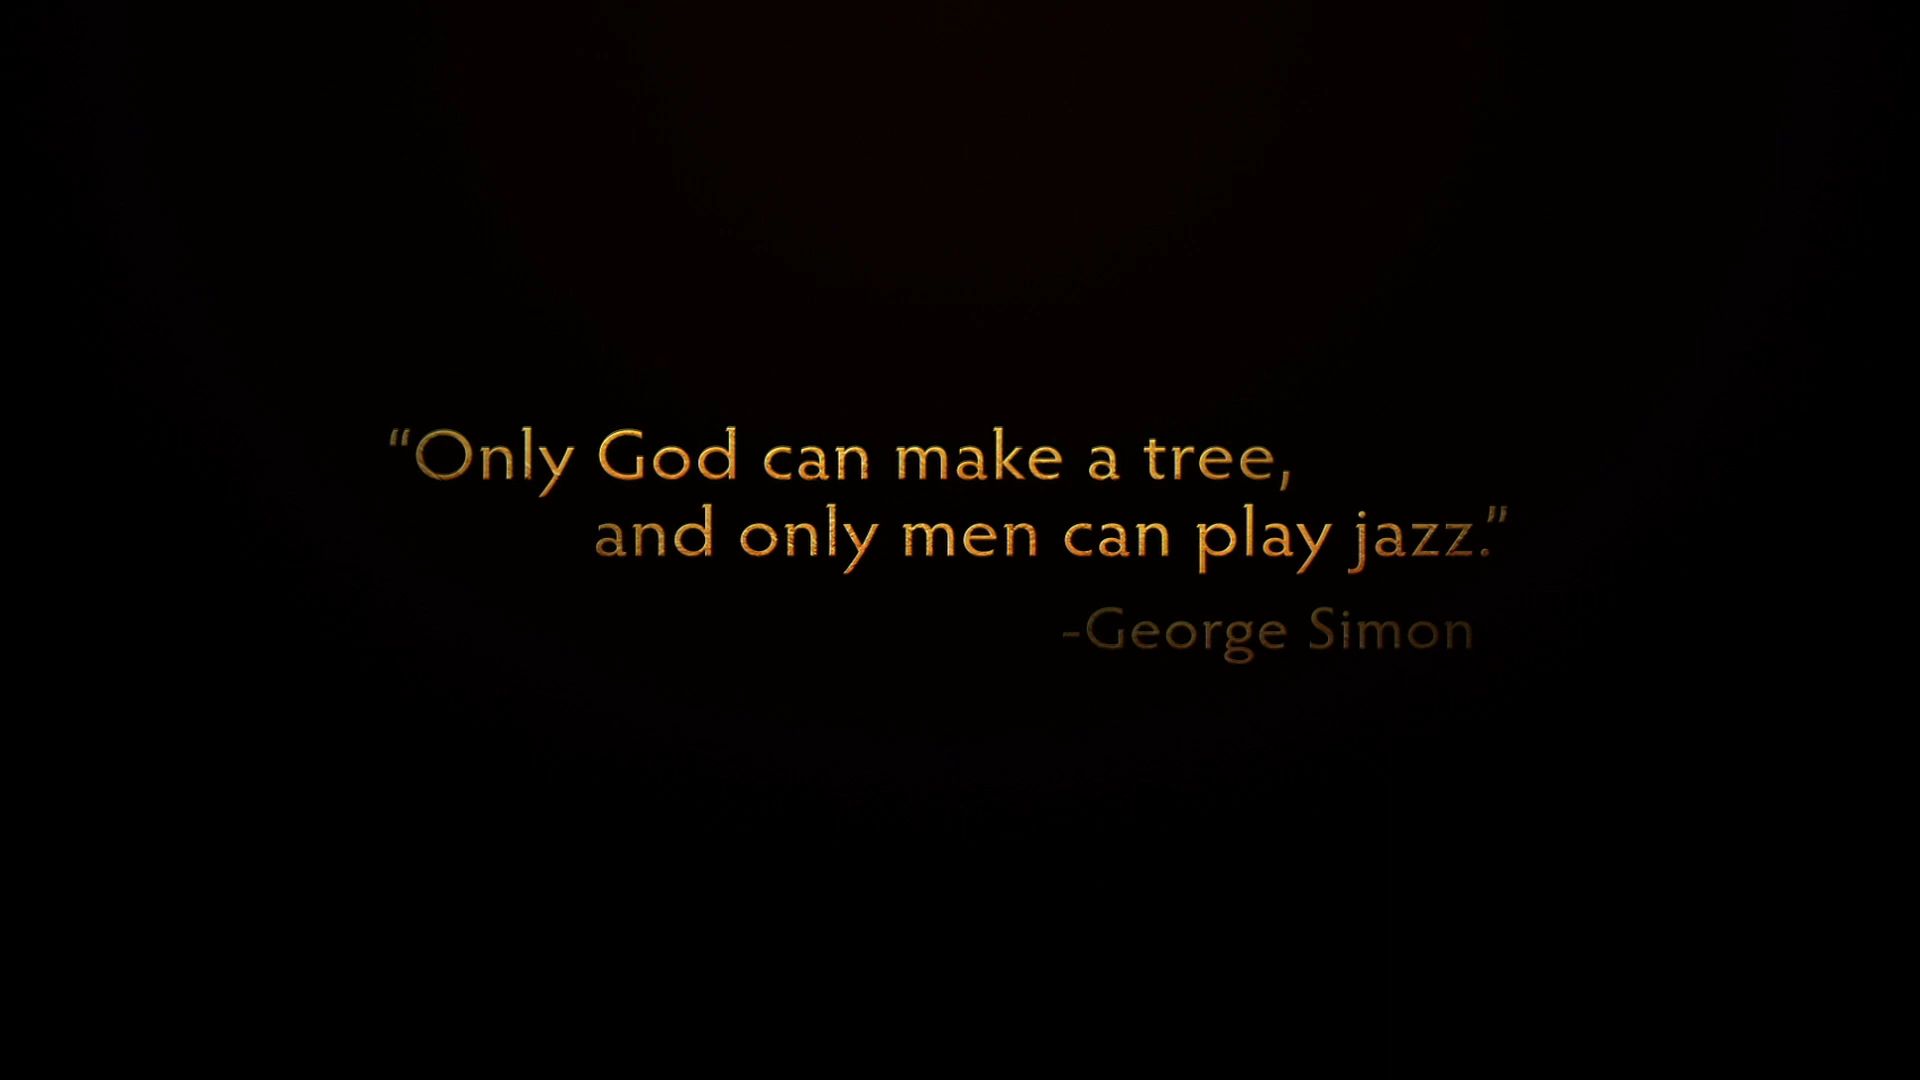 “Only God can make a tree,
and only men can play jazz.”
-George Simon